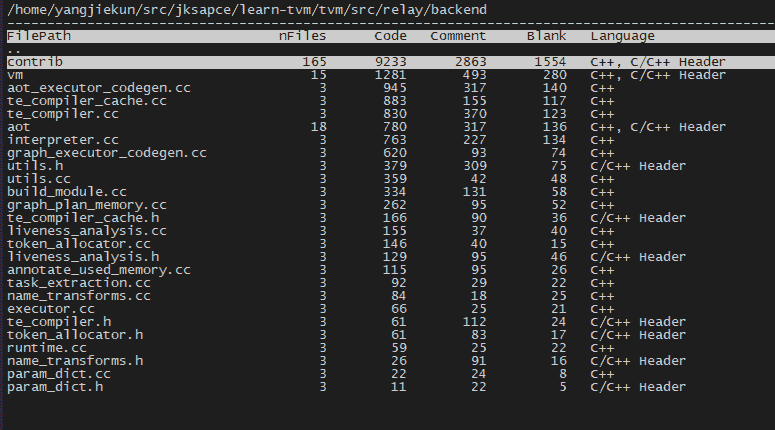 /home/yangjiekun/src/jksapce/learn-tvm/tvm/src/relay/backend
--------------------------------------------------------------------------------
FilePath nFiles Code Comment Blank Language
..
contrib 165 9233 2863 1554 C++, C/C++ Header
vm 15 1281 493 280 C++, C/C++ Header
aot_executor_codegen.cc 3 945 317 140 C++
te_compiler_cache.cc 3 883 155 117 C++
te_compiler.cc 3 830 370 123 C++
aot 18 780 317 136 C++, C/C++ Header
interpreter.cc 3 763 227 134 C++
graph_executor_codegen.cc 3 620 93 74 C++
utils.h 3 379 309 75 C/C++ Header
utils.cc 3 359 42 48 C++
build_module.cc 3 334 131 58 C++
graph_plan_memory.cc 3 262 95 52 C++
te_compiler_cache.h 3 166 90 36 C/C++ Header
liveness_analysis.cc 3 155 37 40 C++
token_allocator.cc 3 146 40 15 C++
liveness_analysis.h 3 129 95 46 C/C++ Header
annotate_used_memory.cc 3 115 95 26 C++
task_extraction.cc 3 92 29 22 C++
name_transforms.cc 3 84 18 25 C++
executor.cc 3 66 25 21 C++
te_compiler.h 3 61 112 24 C/C++ Header
token_allocator.h 3 61 83 17 C/C++ Header
runtime.cc 3 59 25 22 C++
name_transforms.h 3 26 91 16 C/C++ Header
param_dict.cc 3 22 24 8 C++
param_dict.h 3 11 22 5 C/C++ Header